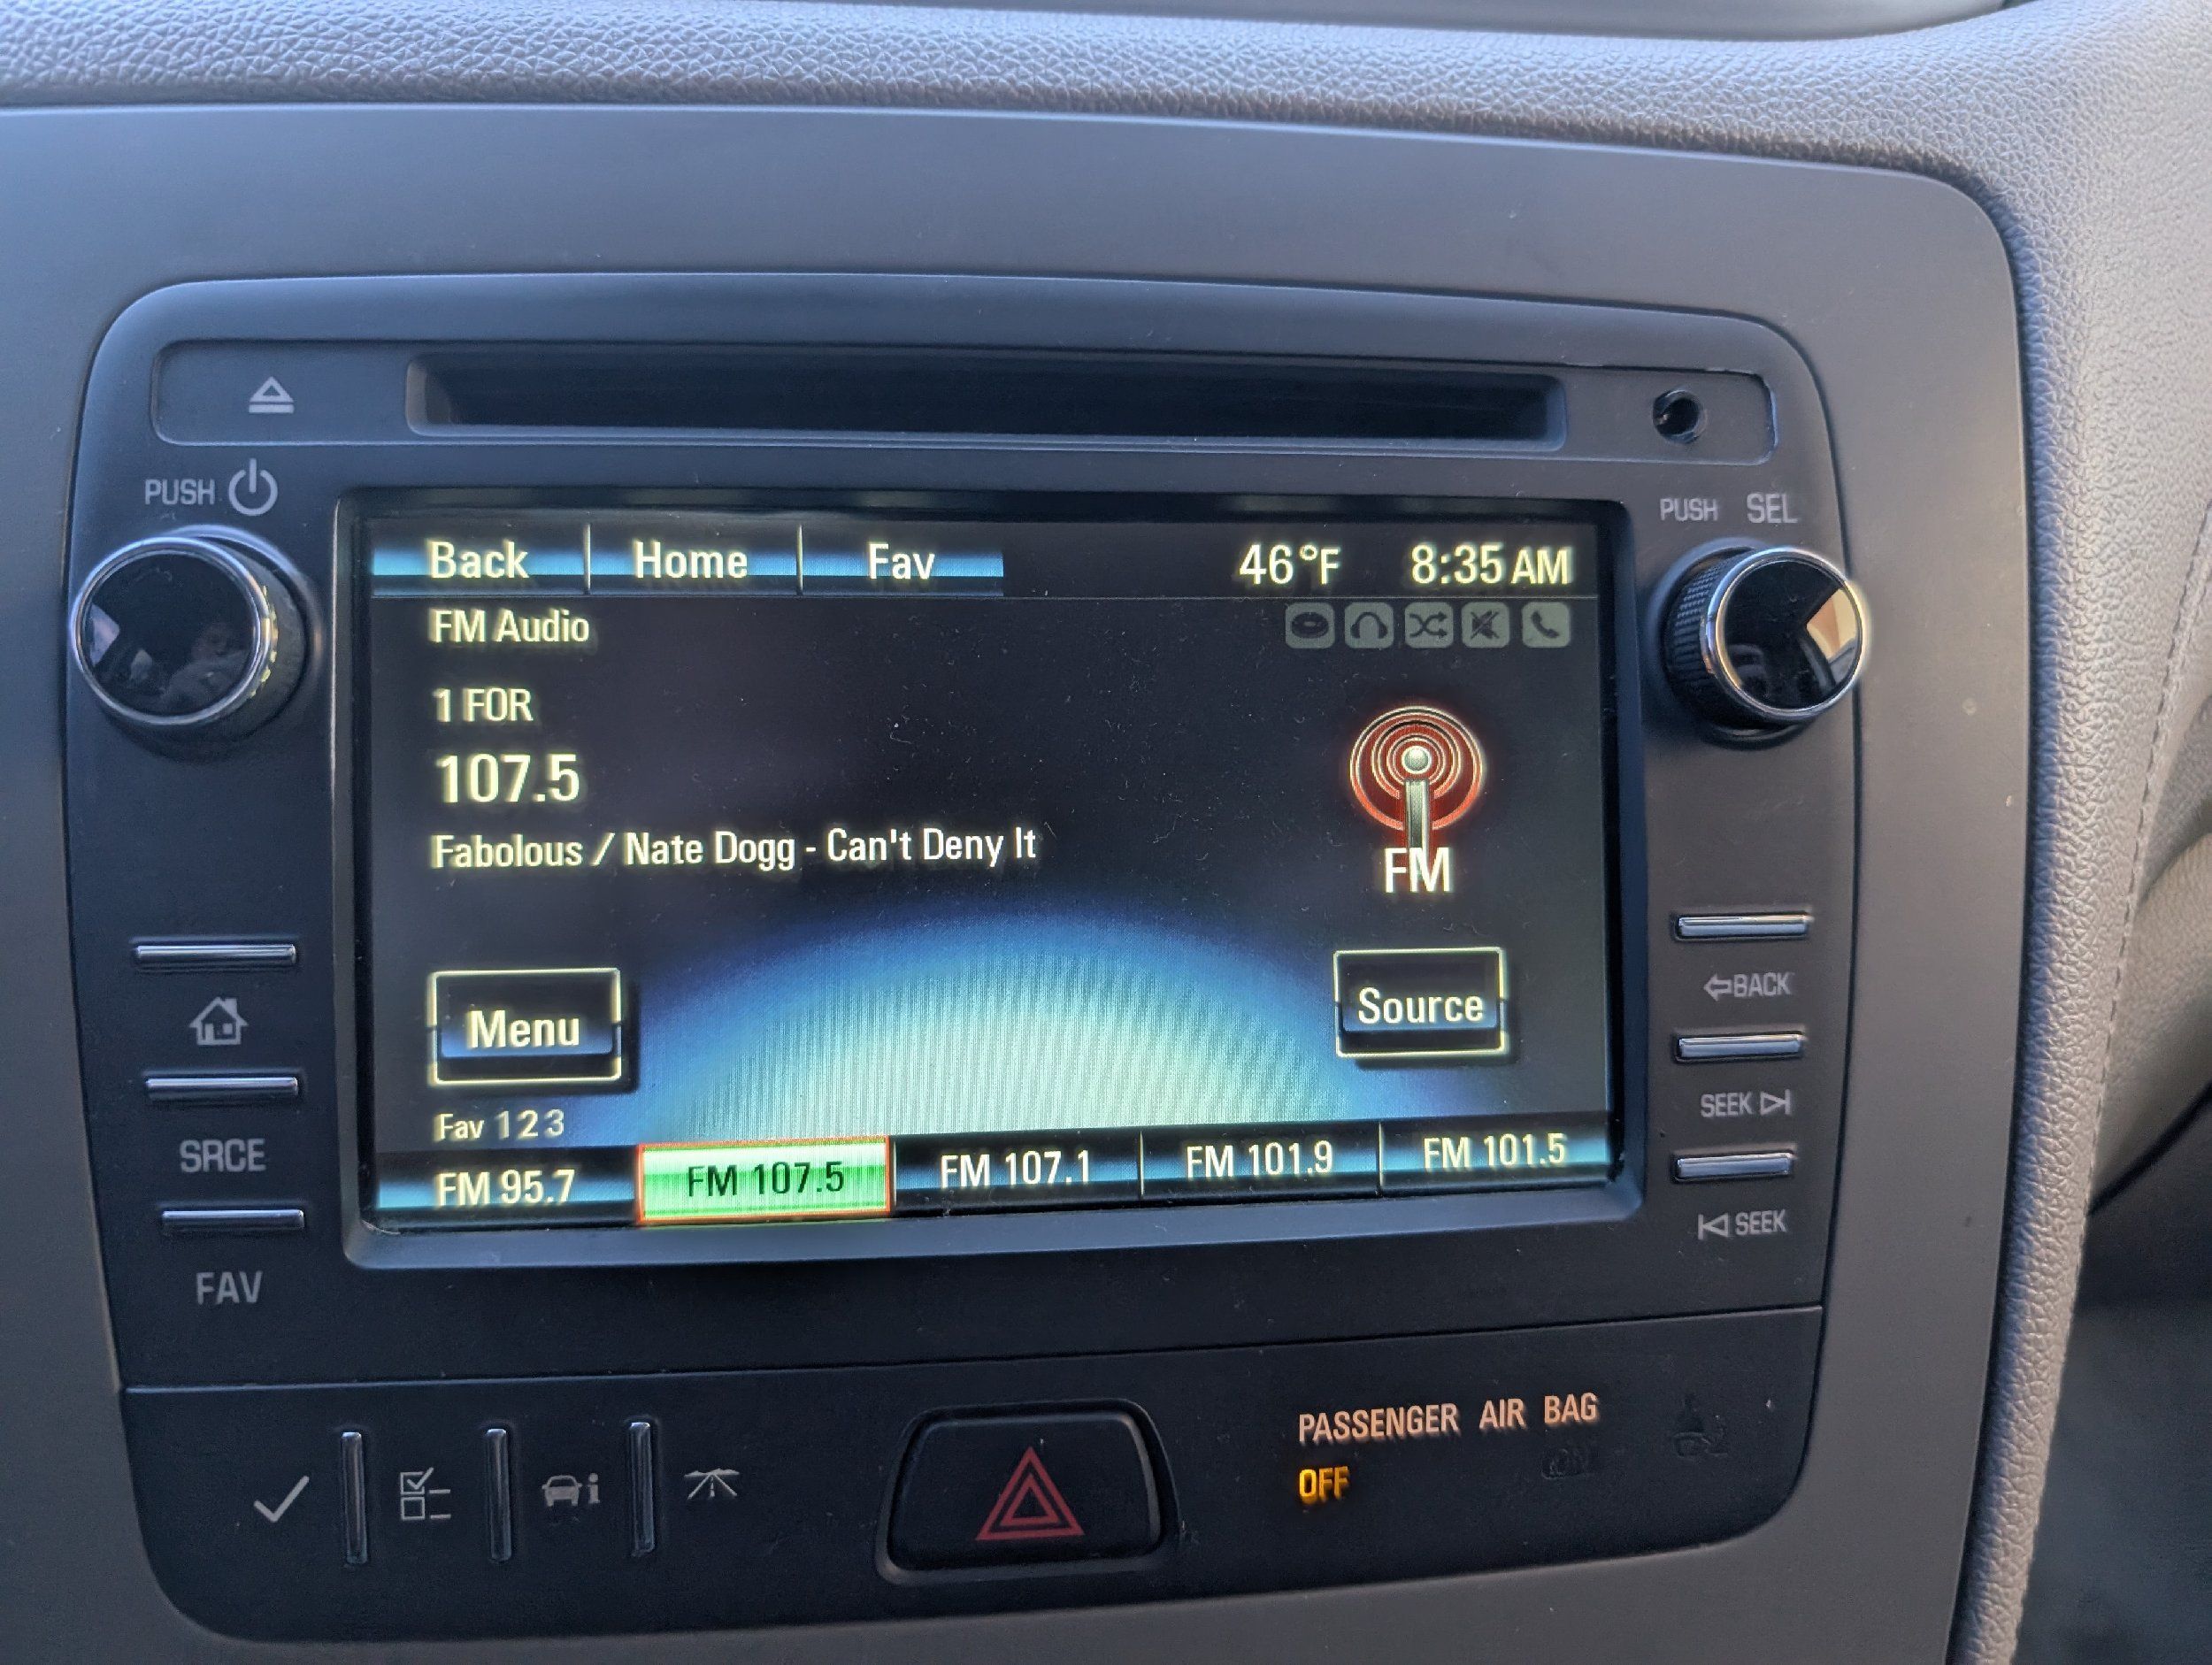 PUSH
PUSH SEL
Back Home Fav 46°F 8:35 AM
FM Audio
1 FOR
107.5
Fabolous / Nate Dogg - Can't Deny It
FM
Menu
Source
BACK
Fav 1 2 3
SEEK
SRCE
FM 95.7 FM 107.5 FM 107.1 FM 101.9 FM 101.5
SEEK
FAV
PASSENGER AIR BAG
OFF ON